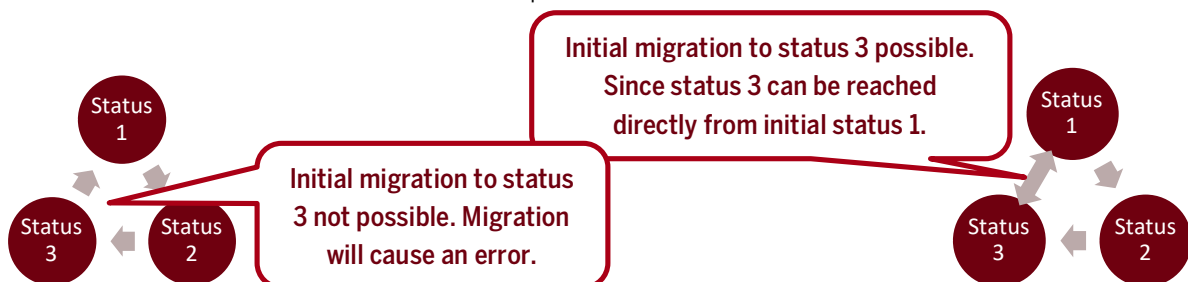 Initial migration to status 3 possible.
Since status 3 can be reached
directly from initial status 1.
Status
1
Status
1
Initial migration to status
3 not possible. Migration
will cause an error.
Status
3
Status
2
Status
3
Status
2